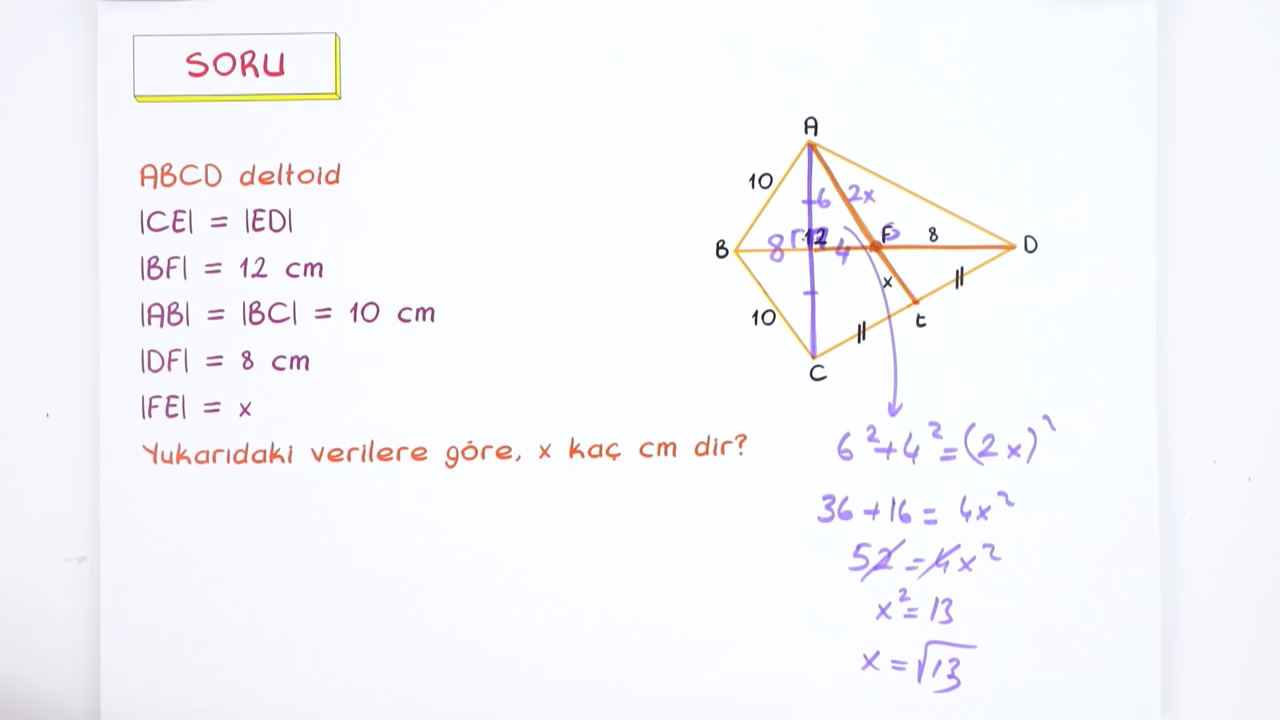 SORU
ABCD deltoid
|CE| = |ED|
|BF| = 12 cm
|AB| = |BC| = 10 cm
|DF| = 8 cm
|FE| = x
Yukarıdaki verilere göre, x kaç cm dir?
A
10
6
2x
B
8
12
4
F
8
D
x
10
E
C
6² + 4² = (2x)²
36 + 16 = 4x²
52 = 4x²
x² = 13
x = √13